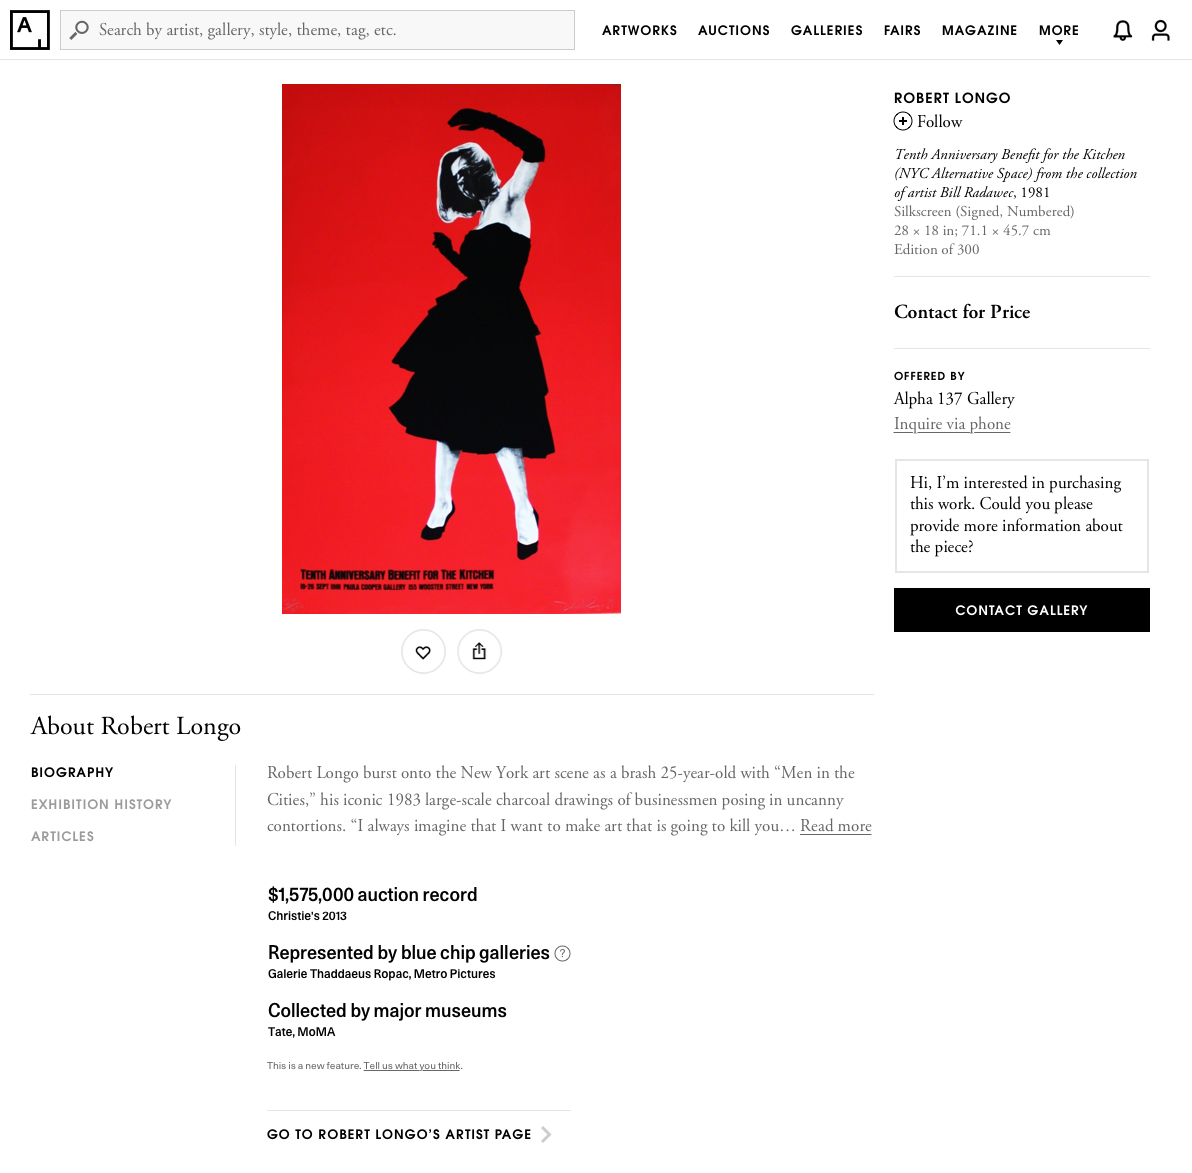 A
Search by artist, gallery, style, theme, tag, etc.
ARTWORKS AUCTIONS GALLERIES FAIRS MAGAZINE MORE
TENTH ANNIVERSARY BENEFIT FOR THE KITCHEN
18-26 SEPT 1981 PAULA COOPER GALLERY 155 WOOSTER STREET NEW YORK
ROBERT LONGO
Follow
Tenth Anniversary Benefit for the Kitchen
(NYC Alternative Space) from the collection
of artist Bill Radawec, 1981
Silkscreen (Signed, Numbered)
28 × 18 in; 71.1 × 45.7 cm
Edition of 300
Contact for Price
OFFERED BY
Alpha 137 Gallery
Inquire via phone
Hi, I’m interested in purchasing
this work. Could you please
provide more information about
the piece?
CONTACT GALLERY
About Robert Longo
BIOGRAPHY
EXHIBITION HISTORY
ARTICLES
Robert Longo burst onto the New York art scene as a brash 25-year-old with “Men in the
Cities,” his iconic 1983 large-scale charcoal drawings of businessmen posing in uncanny
contortions. “I always imagine that I want to make art that is going to kill you… Read more
$1,575,000 auction record
Christie's 2013
Represented by blue chip galleries ?
Galerie Thaddaeus Ropac, Metro Pictures
Collected by major museums
Tate, MoMA
This is a new feature. Tell us what you think.
GO TO ROBERT LONGO’S ARTIST PAGE